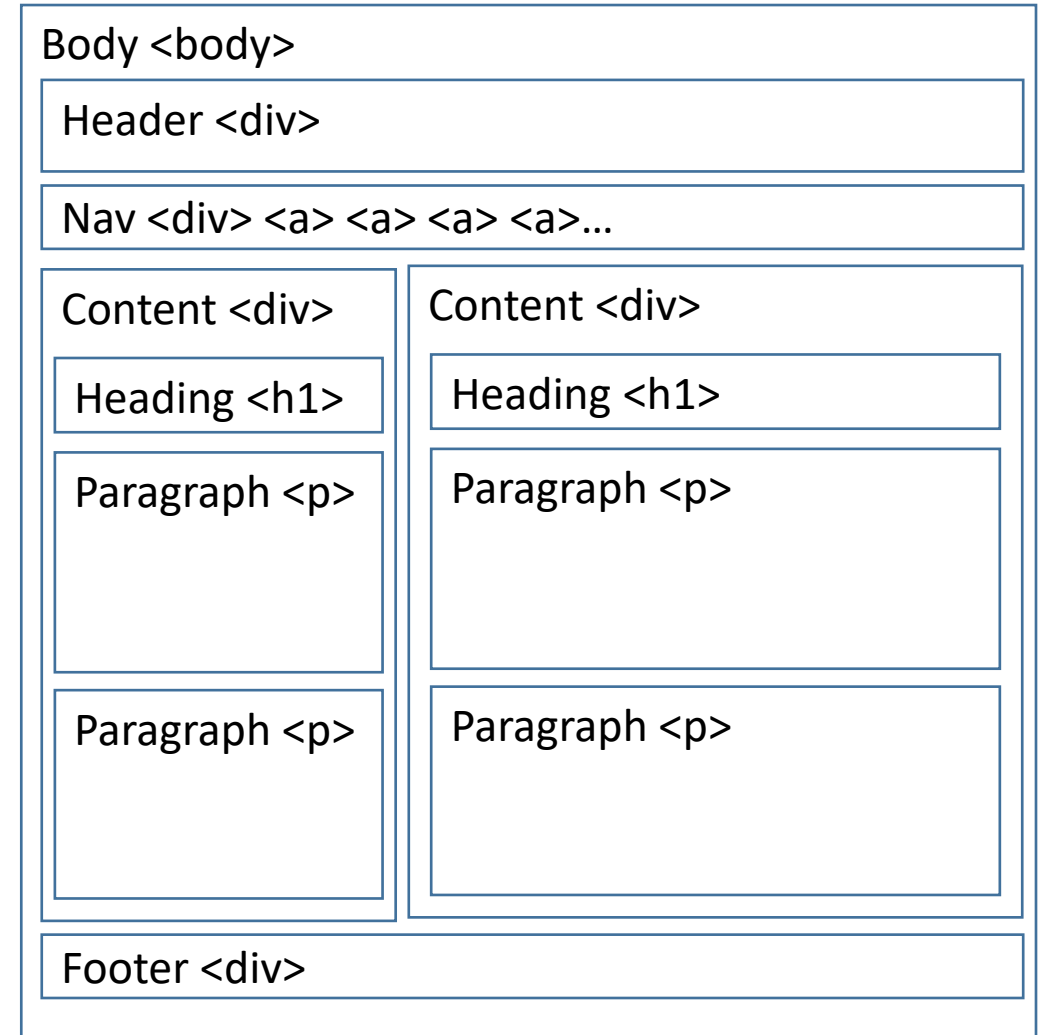 Body <body>
Header <div>
Nav <div> <a> <a> <a> <a>...
Content <div>
Heading <h1>
Paragraph <p>
Paragraph <p>
Content <div>
Heading <h1>
Paragraph <p>
Paragraph <p>
Footer <div>